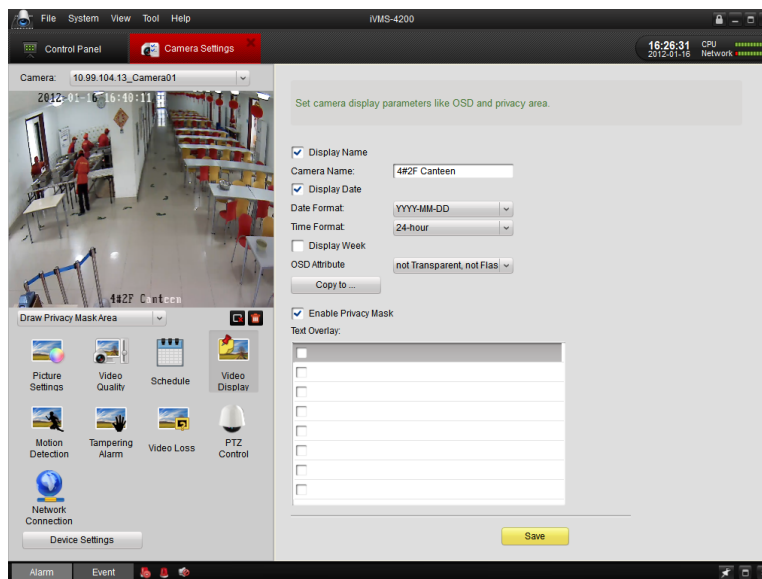 File System View Tool Help iVMS-4200
Control Panel Camera Settings 16:26:31 CPU
2012-01-16 Network
Camera: 10.99.104.13_Camera01
2012-01-16 16:40:11
4#2F Canteen
Draw Privacy Mask Area
Picture Settings
Video Quality
Schedule
Video Display
Motion Detection
Tampering Alarm
Video Loss
PTZ Control
Network Connection
Device Settings
Set camera display parameters like OSD and privacy area.
Display Name
Camera Name: 4#2F Canteen
Display Date
Date Format: YYYY-MM-DD
Time Format: 24-hour
Display Week
OSD Attribute not Transparent, not Flas
Copy to ...
Enable Privacy Mask
Text Overlay:
Save
Alarm Event